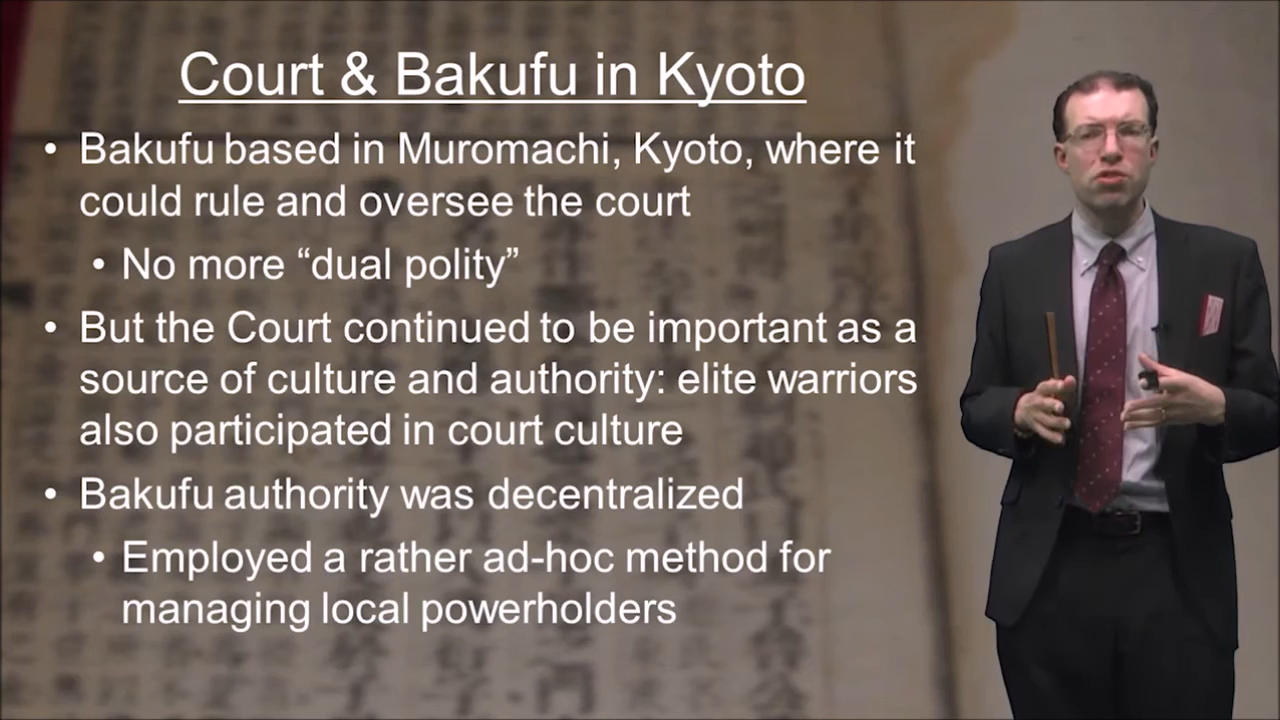 Court & Bakufu in Kyoto
• Bakufu based in Muromachi, Kyoto, where it
could rule and oversee the court
• No more “dual polity”
• But the Court continued to be important as a
source of culture and authority: elite warriors
also participated in court culture
• Bakufu authority was decentralized
• Employed a rather ad-hoc method for
managing local powerholders